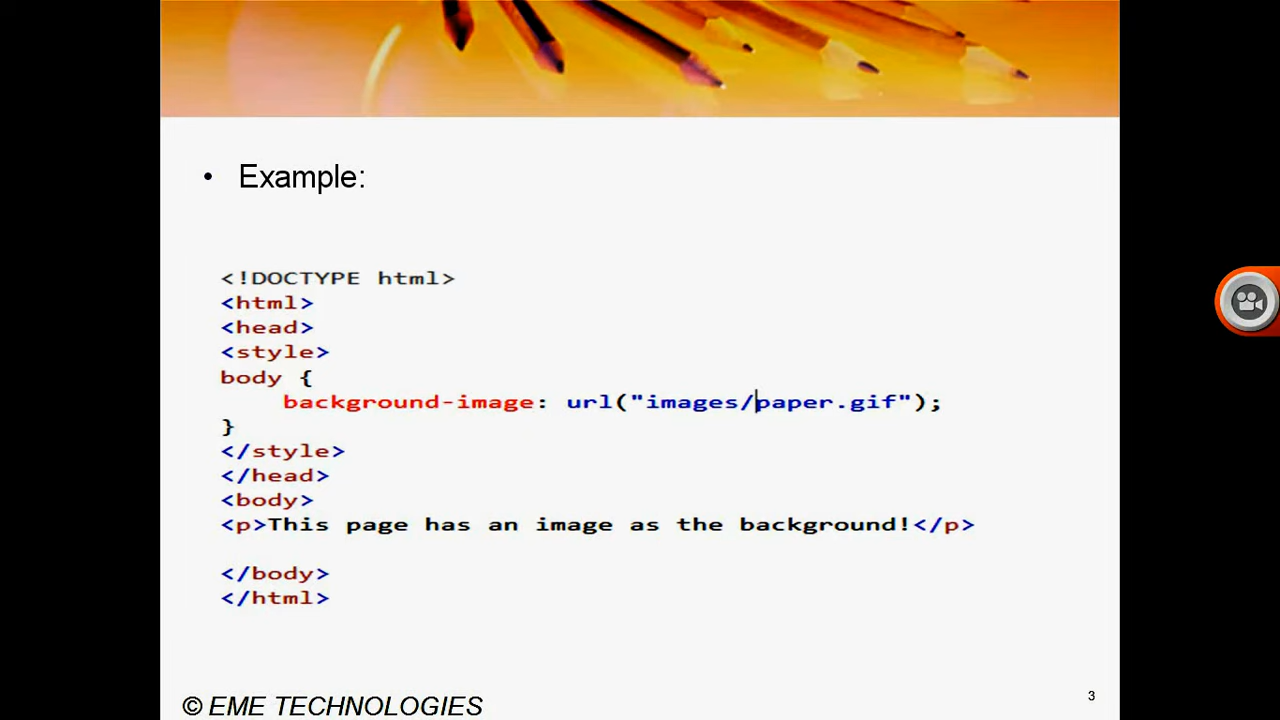 • Example:
<!DOCTYPE html>
<html>
<head>
<style>
body {
background-image: url("images/paper.gif");
}
</style>
</head>
<body>
<p>This page has an image as the background!</p>
</body>
</html>
© EME TECHNOLOGIES
3